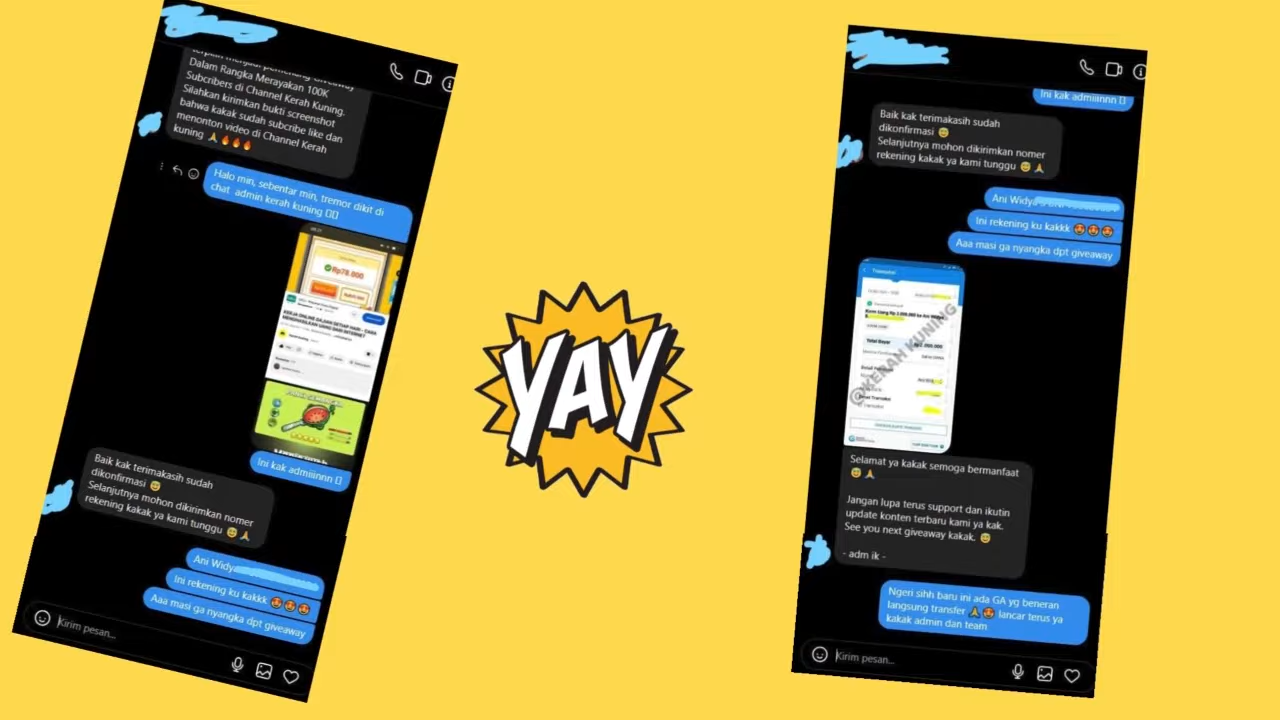 Dalam Rangka Merayakan 100K
Subcribers di Channel Kerah Kuning.
Silahkan kirimkan bukti screenshot
bahwa kakak sudah subcribe like dan
menonton video di Channel Kerah
kuning 🙏🔥🔥🔥
Halo min, sebentar min, tremor dikit di
chat admin kerah kuning
Rp78.000
Ini kak admiiinnn
Baik kak terimakasih sudah
dikonfirmasi 😇
Selanjutnya mohon dikirimkan nomer
rekening kakak ya kami tunggu 😇🙏
Ani Widya
Ini rekening ku kakkk 😍😍😍
Aaa masi ga nyangka dpt giveaway
Kirim pesan...
YAY
Ini kak admiiinnn
Baik kak terimakasih sudah
dikonfirmasi 😇
Selanjutnya mohon dikirimkan nomer
rekening kakak ya kami tunggu 😇🙏
Ani Widya
Ini rekening ku kakkk 😍😍😍
Aaa masi ga nyangka dpt giveaway
Total Bayar
@KERAH KUNING
Selamat ya kakak semoga bermanfaat
😇🙏
Jangan lupa terus support dan ikutin
update konten terbaru kami ya kak.
See you next giveaway kakak. 😇
- adm ik -
Ngeri sihh baru ini ada GA yg beneran
langsung transfer 🙏😍 lancar terus ya
kakak admin dan team
Kirim pesan...